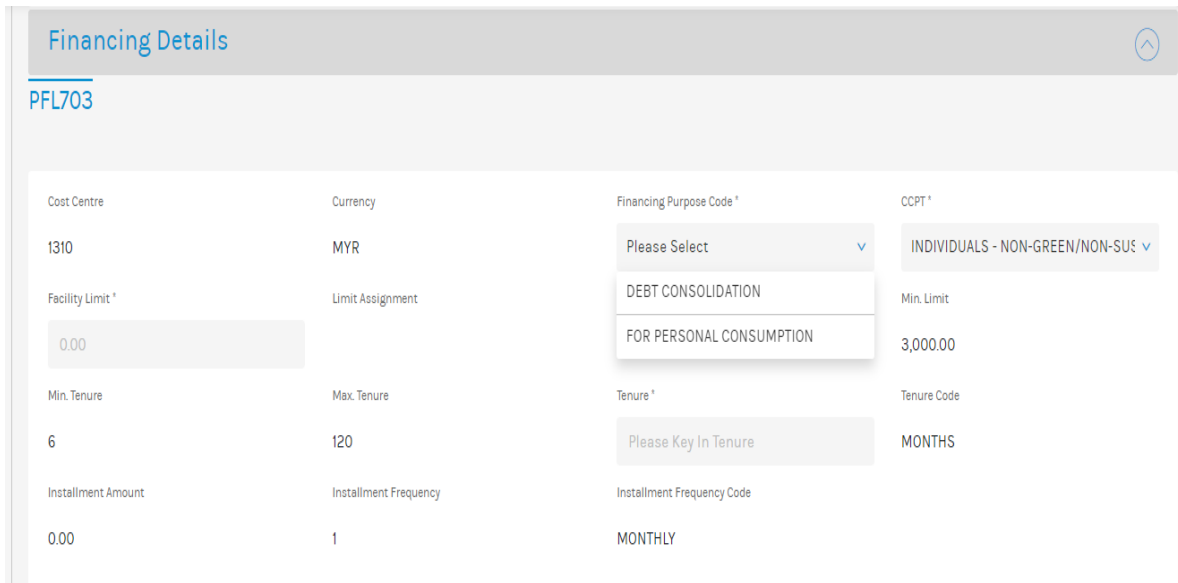 Financing Details
PFL703
Cost Centre Currency Financing Purpose Code * CCPT *
1310 MYR Please Select INDIVIDUALS - NON-GREEN/NON-SUS
DEBT CONSOLIDATION
Facility Limit * Limit Assignment Min. Limit
FOR PERSONAL CONSUMPTION
0.00 3,000.00
Min. Tenure Max. Tenure Tenure * Tenure Code
6 120 Please Key In Tenure MONTHS
Installment Amount Installment Frequency Installment Frequency Code
0.00 1 MONTHLY